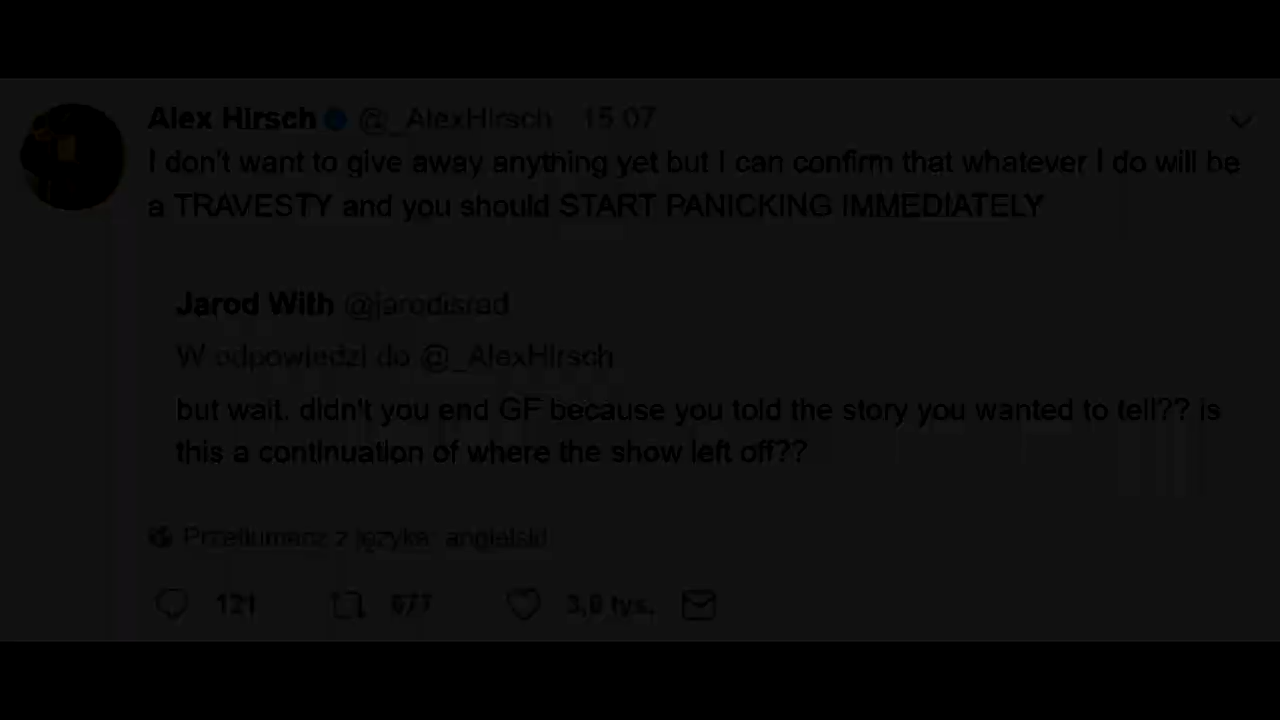 Alex Hirsch @_AlexHirsch 15.07
I don't want to give away anything yet but I can confirm that whatever I do will be
a TRAVESTY and you should START PANICKING IMMEDIATELY
Jarod With @jarodisrad
W odpowiedzi do @_AlexHirsch
but wait. didn't you end GF because you told the story you wanted to tell?? is
this a continuation of where the show left off??
Przetłumacz z języka: angielski
121 677 tys.